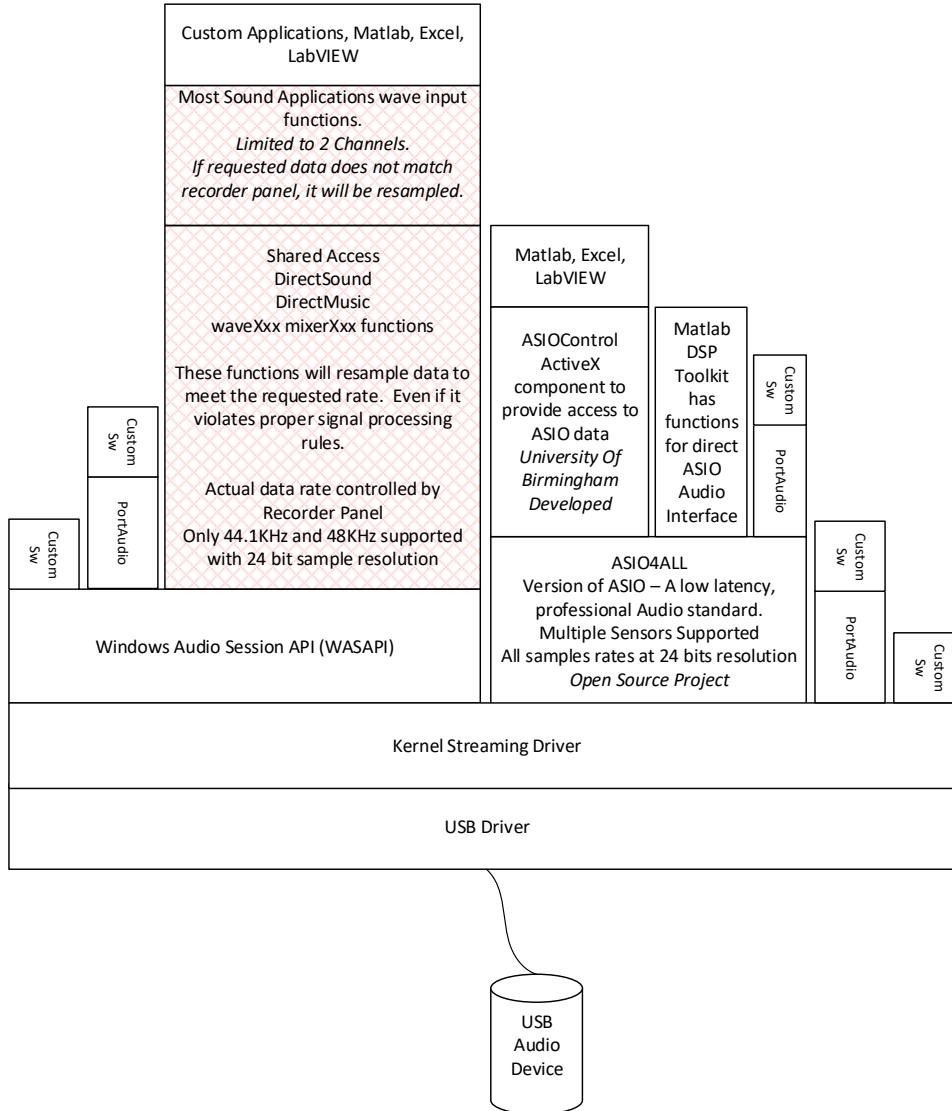 Custom Applications, Matlab, Excel,
LabVIEW
Most Sound Applications wave input
functions.
Limited to 2 Channels.
If requested data does not match
recorder panel, it will be resampled.
Shared Access
DirectSound
DirectMusic
waveXxx mixerXxx functions
These functions will resample data to
meet the requested rate.  Even if it
violates proper signal processing
rules.
Actual data rate controlled by
Recorder Panel
Only 44.1KHz and 48KHz supported
with 24 bit sample resolution
Custom
Sw
PortAudio
Custom
Sw
Windows Audio Session API (WASAPI)
Matlab, Excel,
LabVIEW
ASIOControl
ActiveX
component to
provide access to
ASIO data
University Of
Birmingham
Developed
Matlab
DSP
Toolkit
has
functions
for direct
ASIO
Audio
Interface
Custom
Sw
PortAudio
ASIO4ALL
Version of ASIO – A low latency,
professional Audio standard.
Multiple Sensors Supported
All samples rates at 24 bits resolution
Open Source Project
Custom
Sw
PortAudio
Custom
Sw
Kernel Streaming Driver
USB Driver
USB
Audio
Device